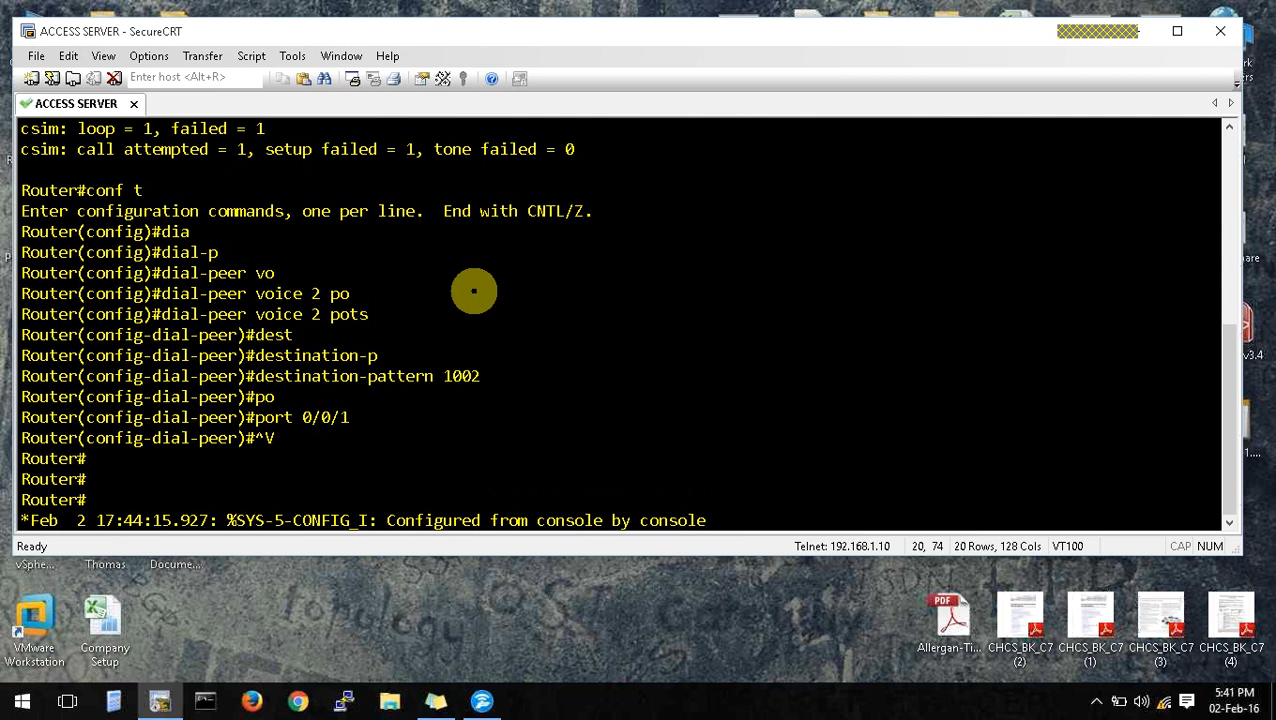 ACCESS SERVER - SecureCRT
File Edit View Options Transfer Script Tools Window Help
Enter host <Alt+R>
ACCESS SERVER
csim: loop = 1, failed = 1
csim: call attempted = 1, setup failed = 1, tone failed = 0
Router#conf t
Enter configuration commands, one per line.  End with CNTL/Z.
Router(config)#dia
Router(config)#dial-p
Router(config)#dial-peer vo
Router(config)#dial-peer voice 2 po
Router(config)#dial-peer voice 2 pots
Router(config-dial-peer)#dest
Router(config-dial-peer)#destination-p
Router(config-dial-peer)#destination-pattern 1002
Router(config-dial-peer)#po
Router(config-dial-peer)#port 0/0/1
Router(config-dial-peer)#^V
Router#
Router#
Router#
*Feb  2 17:44:15.927: %SYS-5-CONFIG_I: Configured from console by console
Ready Telnet: 192.168.1.10 20, 74 20 Rows, 128 Cols VT100 CAP NUM
vSphe... Thomas Docume...
PDF
VMware Workstation
Company Setup
Allergan-Ti...
CHCS_BK_C7 (2)
CHCS_BK_C7 (1)
CHCS_BK_C7 (3)
CHCS_BK_C7 (4)
5:41 PM
02-Feb-16